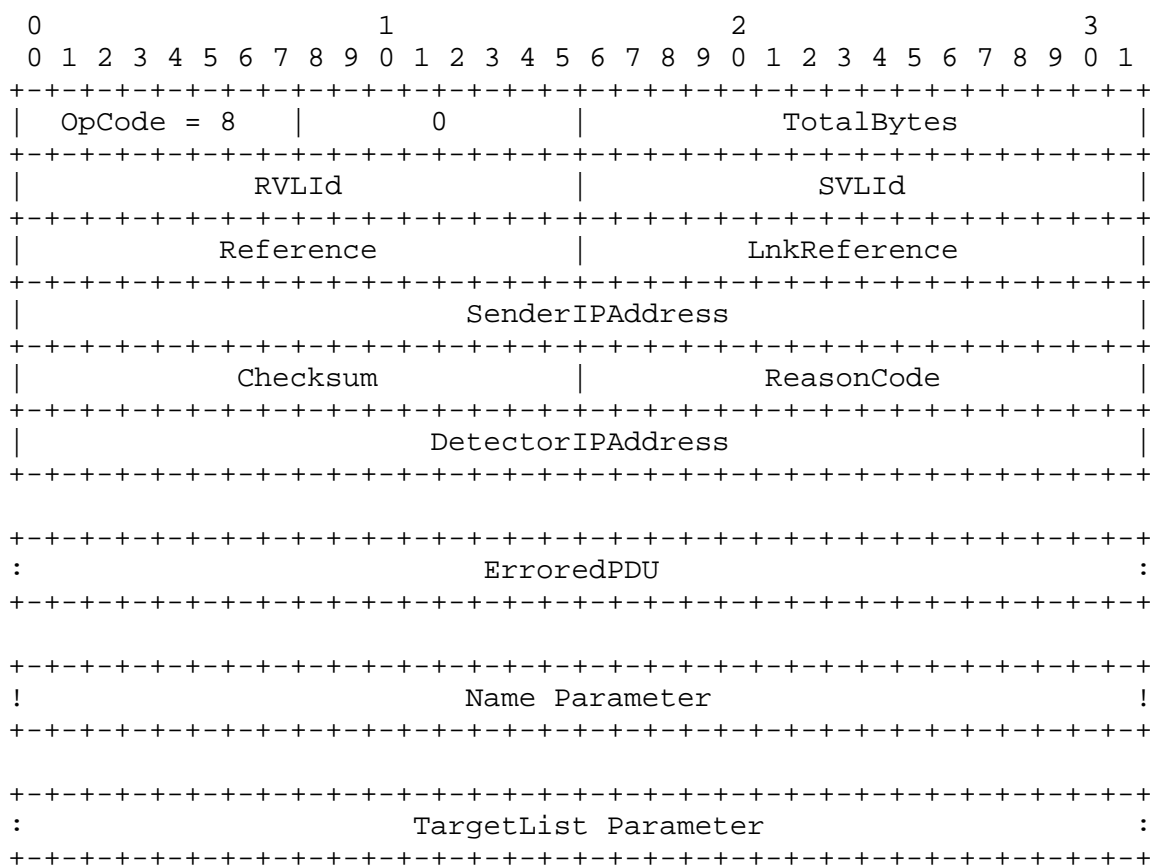 0                   1                   2                   3
 0 1 2 3 4 5 6 7 8 9 0 1 2 3 4 5 6 7 8 9 0 1 2 3 4 5 6 7 8 9 0 1
+-+-+-+-+-+-+-+-+-+-+-+-+-+-+-+-+-+-+-+-+-+-+-+-+-+-+-+-+-+-+-+-+
|  OpCode = 8   |       0       |           TotalBytes          |
+-+-+-+-+-+-+-+-+-+-+-+-+-+-+-+-+-+-+-+-+-+-+-+-+-+-+-+-+-+-+-+-+
|             RVLId             |             SVLId             |
+-+-+-+-+-+-+-+-+-+-+-+-+-+-+-+-+-+-+-+-+-+-+-+-+-+-+-+-+-+-+-+-+
|           Reference           |         LnkReference          |
+-+-+-+-+-+-+-+-+-+-+-+-+-+-+-+-+-+-+-+-+-+-+-+-+-+-+-+-+-+-+-+-+
|                         SenderIPAddress                       |
+-+-+-+-+-+-+-+-+-+-+-+-+-+-+-+-+-+-+-+-+-+-+-+-+-+-+-+-+-+-+-+-+
|            Checksum           |          ReasonCode           |
+-+-+-+-+-+-+-+-+-+-+-+-+-+-+-+-+-+-+-+-+-+-+-+-+-+-+-+-+-+-+-+-+
|                       DetectorIPAddress                       |
+-+-+-+-+-+-+-+-+-+-+-+-+-+-+-+-+-+-+-+-+-+-+-+-+-+-+-+-+-+-+-+-+

+-+-+-+-+-+-+-+-+-+-+-+-+-+-+-+-+-+-+-+-+-+-+-+-+-+-+-+-+-+-+-+-+
:                          ErroredPDU                           :
+-+-+-+-+-+-+-+-+-+-+-+-+-+-+-+-+-+-+-+-+-+-+-+-+-+-+-+-+-+-+-+-+

+-+-+-+-+-+-+-+-+-+-+-+-+-+-+-+-+-+-+-+-+-+-+-+-+-+-+-+-+-+-+-+-+
!                         Name Parameter                        !
+-+-+-+-+-+-+-+-+-+-+-+-+-+-+-+-+-+-+-+-+-+-+-+-+-+-+-+-+-+-+-+-+

+-+-+-+-+-+-+-+-+-+-+-+-+-+-+-+-+-+-+-+-+-+-+-+-+-+-+-+-+-+-+-+-+
:                      TargetList Parameter                     :
+-+-+-+-+-+-+-+-+-+-+-+-+-+-+-+-+-+-+-+-+-+-+-+-+-+-+-+-+-+-+-+-+